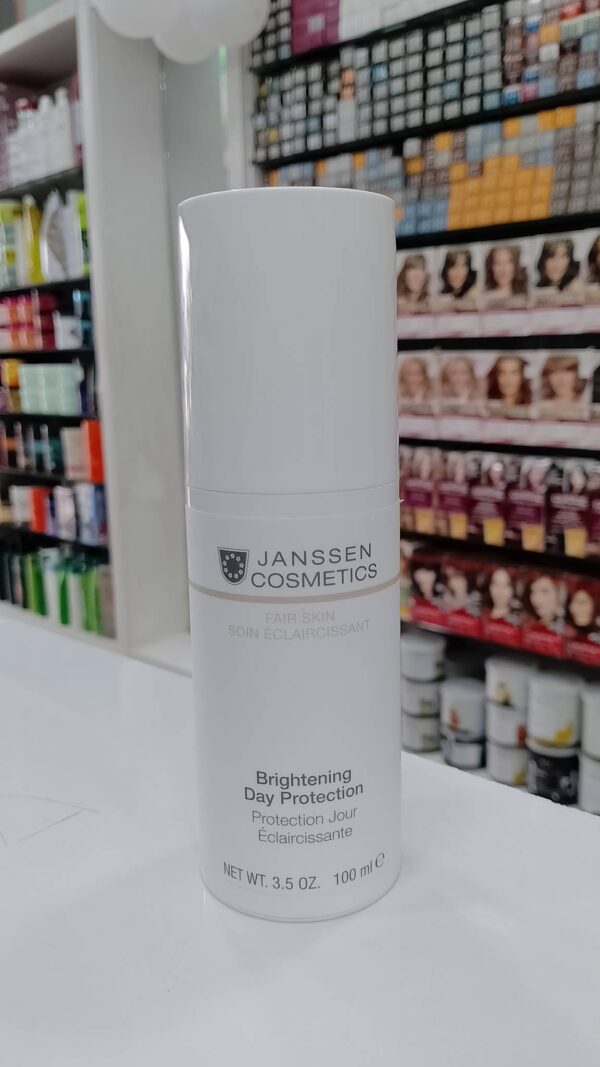 JANSSEN
COSMETICS
FAIR SKIN
SOIN ÉCLAIRCISSANT
Brightening
Day Protection
Protection Jour
Éclaircissante
NET WT. 3.5 OZ. 100 ml ℮